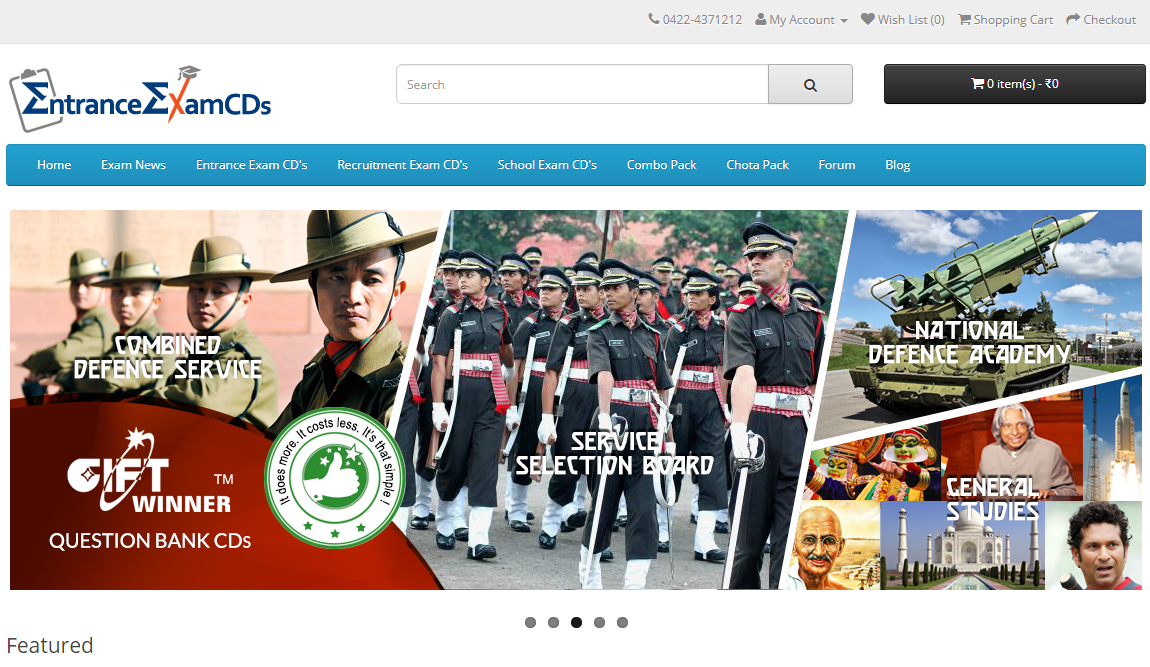 0422-4371212 My Account Wish List (0) Shopping Cart Checkout
EntranceExamCDs
Search
0 item(s) - ₹0
Home Exam News Entrance Exam CD's Recruitment Exam CD's School Exam CD's Combo Pack Chota Pack Forum Blog
COMBINED
DEFENCE SERVICE
SERVICE
SELECTION BOARD
NATIONAL
DEFENCE ACADEMY
GENERAL
STUDIES
GIFT
WINNER TM
QUESTION BANK CDs
It does more. It costs less. It's that simple !
Featured